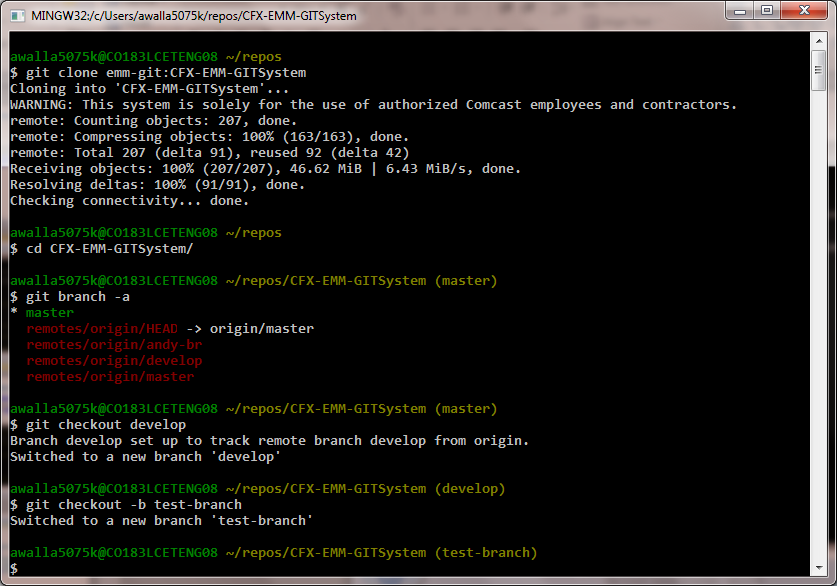 MINGW32:/c/Users/awalla5075k/repos/CFX-EMM-GITSystem
awalla5075k@CO183LCETENG08 ~/repos
$ git clone emm-git:CFX-EMM-GITSystem
Cloning into 'CFX-EMM-GITSystem'...
WARNING: This system is solely for the use of authorized Comcast employees and contractors.
remote: Counting objects: 207, done.
remote: Compressing objects: 100% (163/163), done.
remote: Total 207 (delta 91), reused 92 (delta 42)
Receiving objects: 100% (207/207), 46.62 MiB | 6.43 MiB/s, done.
Resolving deltas: 100% (91/91), done.
Checking connectivity... done.
awalla5075k@CO183LCETENG08 ~/repos
$ cd CFX-EMM-GITSystem/
awalla5075k@CO183LCETENG08 ~/repos/CFX-EMM-GITSystem (master)
$ git branch -a
* master
remotes/origin/HEAD -> origin/master
remotes/origin/andy-br
remotes/origin/develop
remotes/origin/master
awalla5075k@CO183LCETENG08 ~/repos/CFX-EMM-GITSystem (master)
$ git checkout develop
Branch develop set up to track remote branch develop from origin.
Switched to a new branch 'develop'
awalla5075k@CO183LCETENG08 ~/repos/CFX-EMM-GITSystem (develop)
$ git checkout -b test-branch
Switched to a new branch 'test-branch'
awalla5075k@CO183LCETENG08 ~/repos/CFX-EMM-GITSystem (test-branch)
$